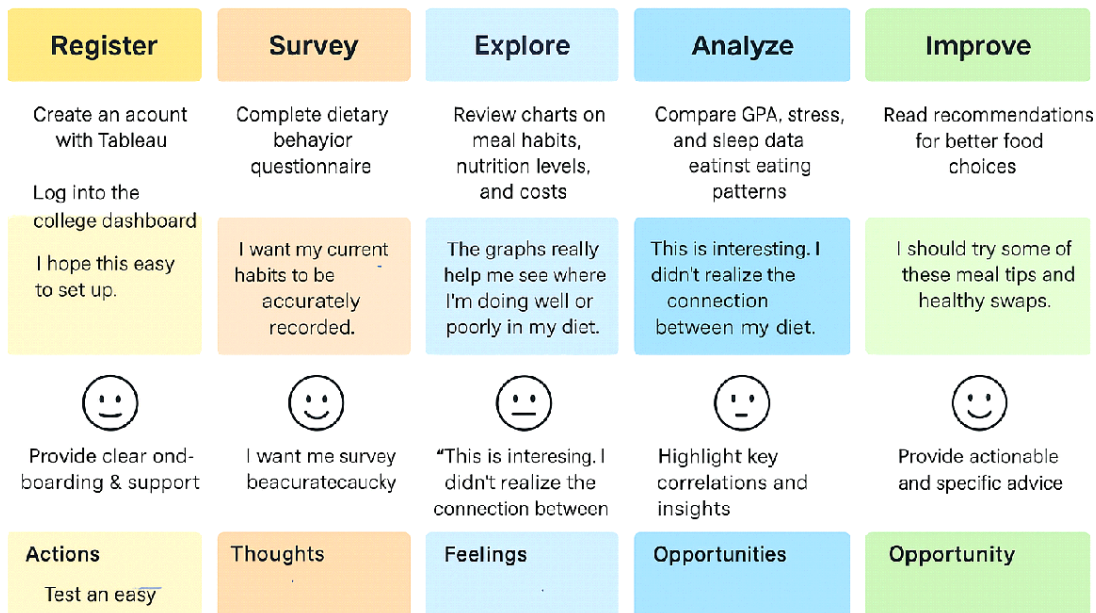 Register
Survey
Explore
Analyze
Improve
Create an acount
with Tableau
Log into the
college dashboard
Complete dietary
behayior
questionnaire
Review charts on
meal habits,
nutrition levels,
and costs
Compare GPA, stress,
and sleep data
eatinst eating
patterns
Read recommendations
for better food
choices
I hope this easy
to set up.
I want my current
habits to be
accurately
recorded.
The graphs really
help me see where
I'm doing well or
poorly in my diet.
This is interesting. I
didn't realize the
connection
between my diet.
I should try some of
these meal tips and
healthy swaps.
Provide clear ond-
boarding & support
I want me survey
beacuratecaucky
“This is interesing. I
didn't realize the
connection between
Highlight key
correlations and
insights
Provide actionable
and specific advice
Actions
Thoughts
Feelings
Opportunities
Opportunity
Test an easy